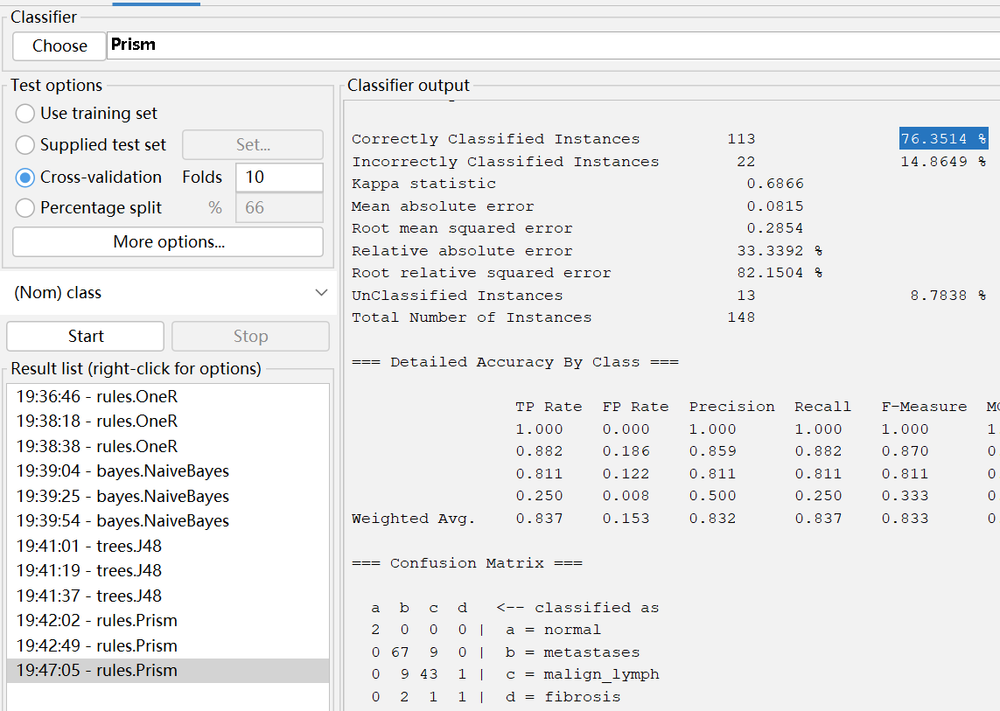 Classifier
Choose Prism
Test options
Use training set
Supplied test set Set...
Cross-validation Folds 10
Percentage split % 66
More options...
(Nom) class
Start Stop
Result list (right-click for options)
19:36:46 - rules.OneR
19:38:18 - rules.OneR
19:38:38 - rules.OneR
19:39:04 - bayes.NaiveBayes
19:39:25 - bayes.NaiveBayes
19:39:54 - bayes.NaiveBayes
19:41:01 - trees.J48
19:41:19 - trees.J48
19:41:37 - trees.J48
19:42:02 - rules.Prism
19:42:49 - rules.Prism
19:47:05 - rules.Prism
Classifier output
Correctly Classified Instances 113 76.3514 %
Incorrectly Classified Instances 22 14.8649 %
Kappa statistic 0.6866
Mean absolute error 0.0815
Root mean squared error 0.2854
Relative absolute error 33.3392 %
Root relative squared error 82.1504 %
UnClassified Instances 13 8.7838 %
Total Number of Instances 148
=== Detailed Accuracy By Class ===
TP Rate FP Rate Precision Recall F-Measure
1.000 0.000 1.000 1.000 1.000 1
0.882 0.186 0.859 0.882 0.870 0
0.811 0.122 0.811 0.811 0.811 0
0.250 0.008 0.500 0.250 0.333 0
Weighted Avg. 0.837 0.153 0.832 0.837 0.833 0
=== Confusion Matrix ===
a b c d <-- classified as
2 0 0 0 | a = normal
0 67 9 0 | b = metastases
0 9 43 1 | c = malign_lymph
0 2 1 1 | d = fibrosis